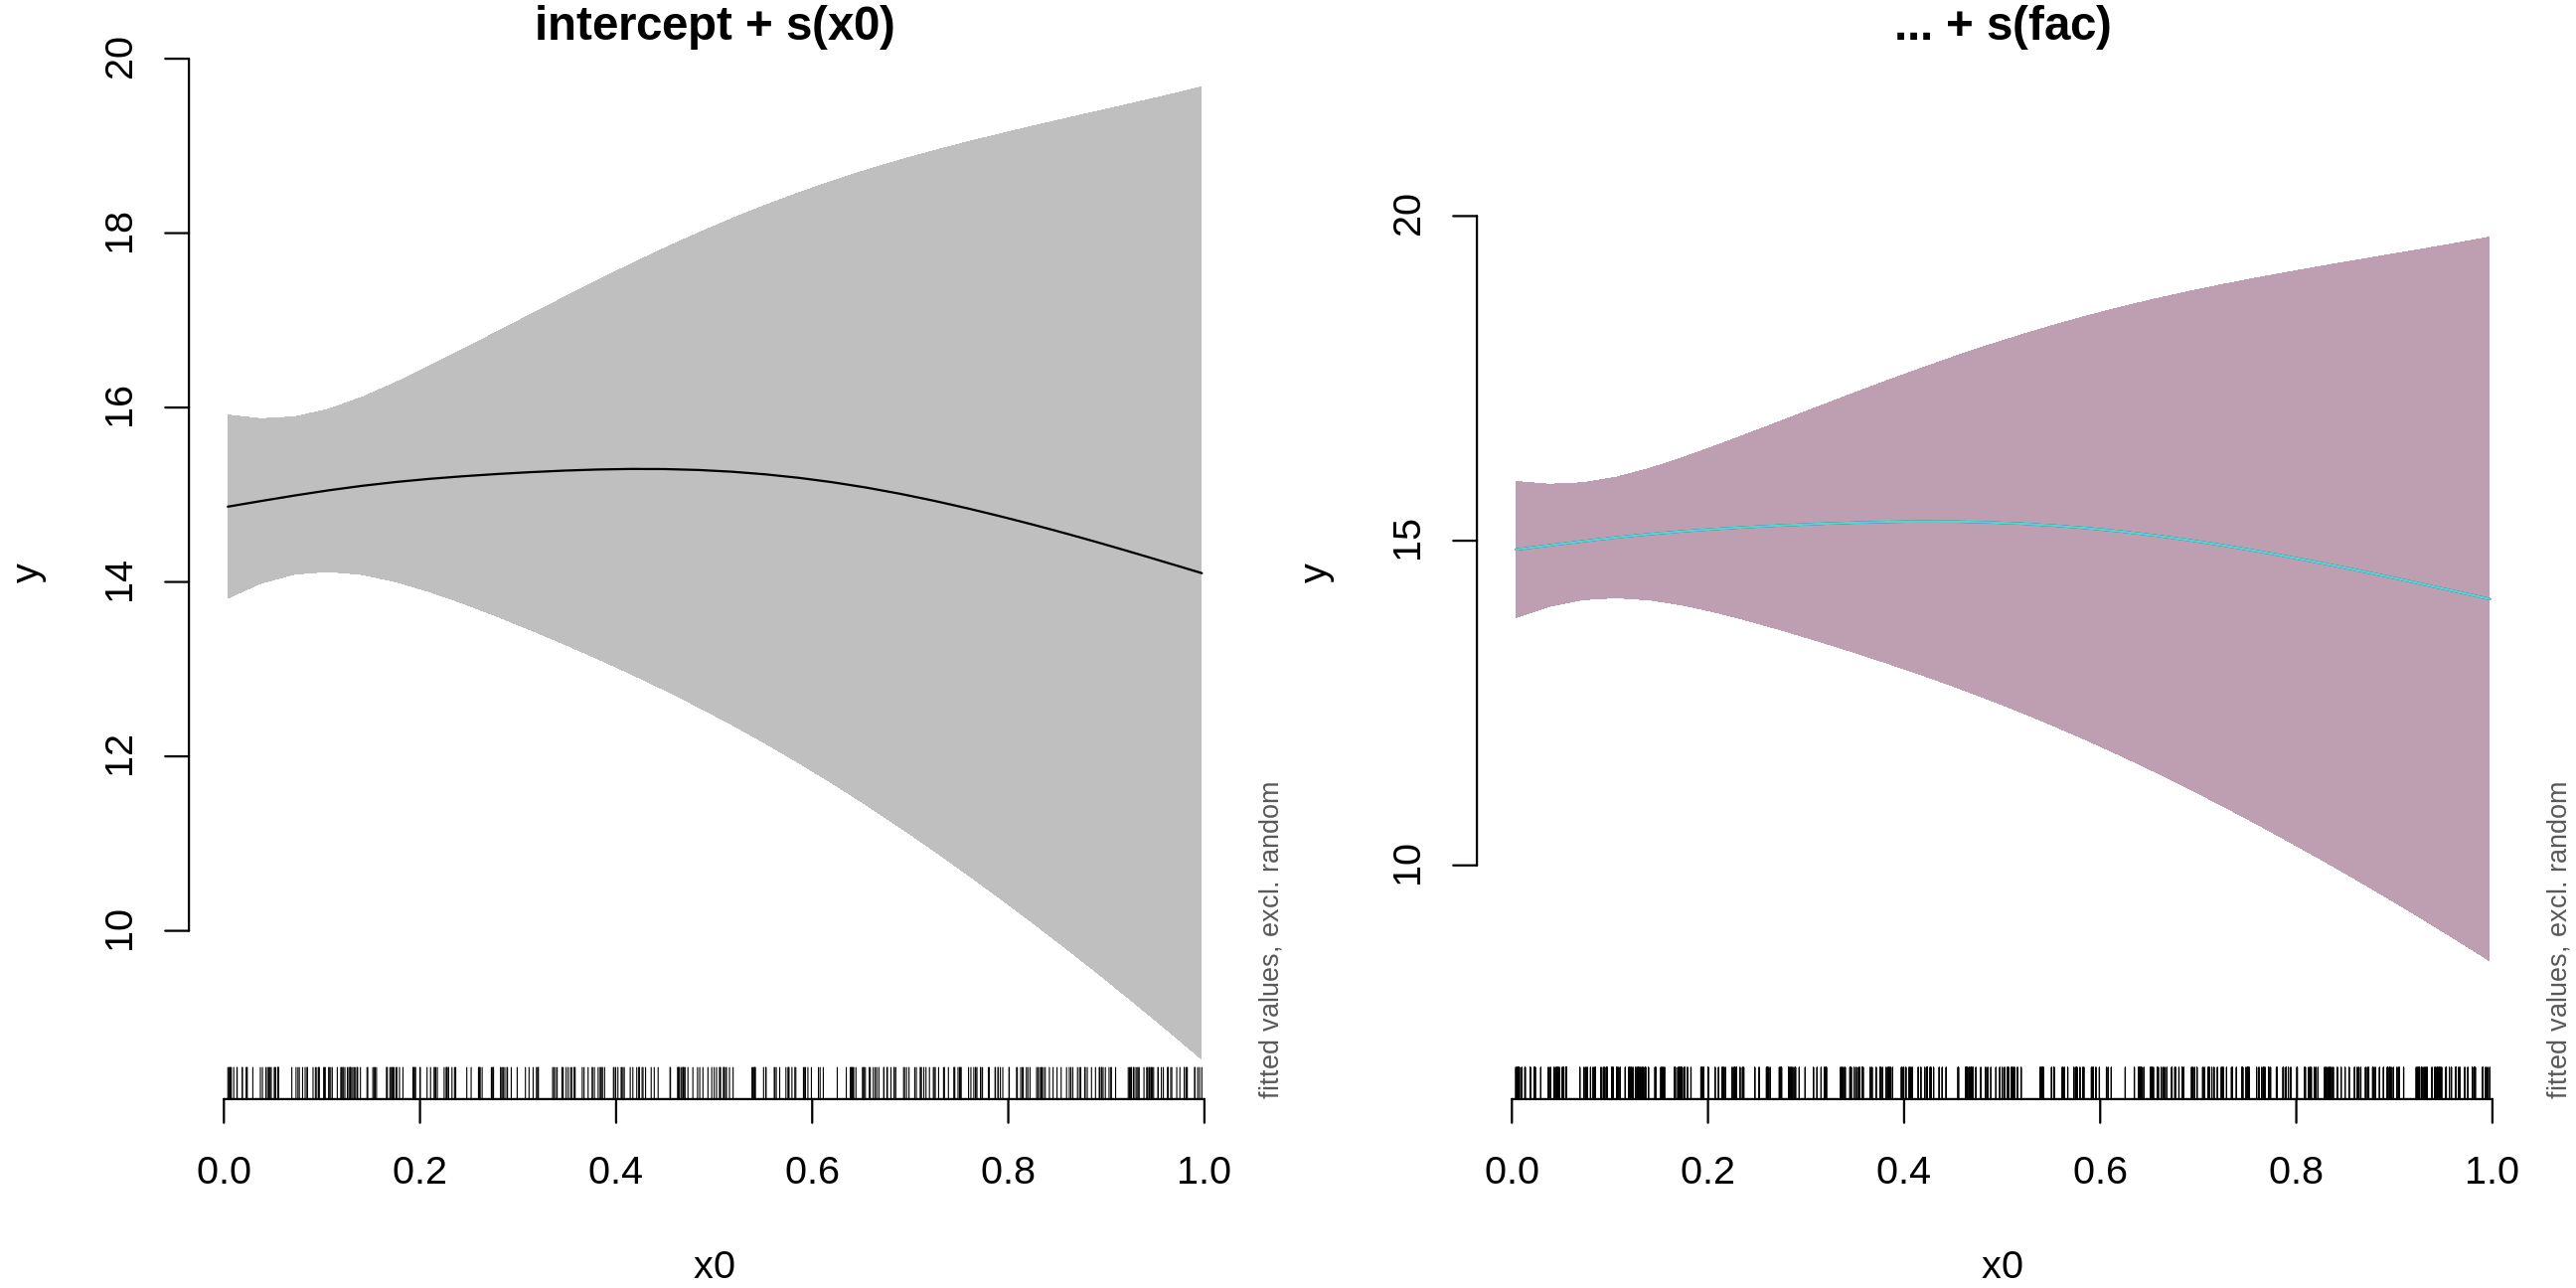 intercept + s(x0)
y
20
18
16
14
12
10
0.0 0.2 0.4 0.6 0.8 1.0
x0
fitted values, excl. random
... + s(fac)
y
20
15
10
0.0 0.2 0.4 0.6 0.8 1.0
x0
fitted values, excl. random